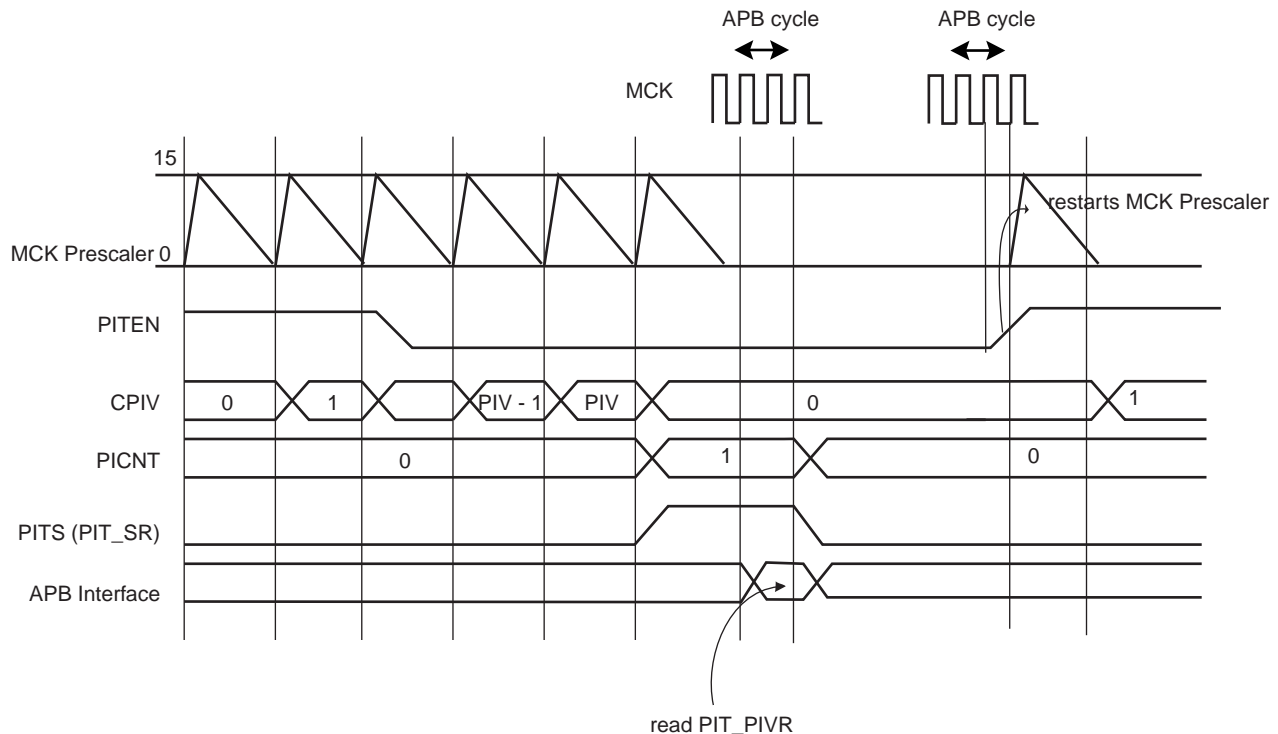 APB cycle
APB cycle
MCK
15
restarts MCK Prescaler
MCK Prescaler 0
PITEN
CPIV
0
1
PIV - 1
PIV
0
1
PICNT
0
1
0
PITS (PIT_SR)
APB Interface
read PIT_PIVR